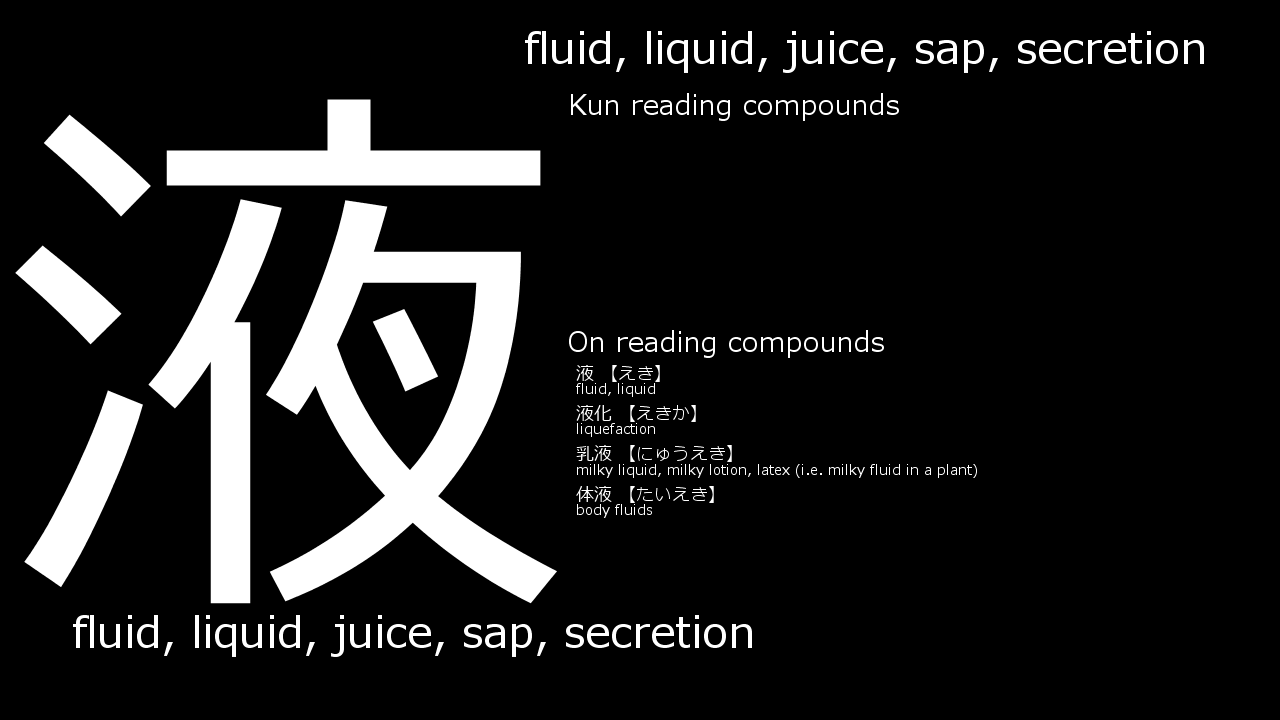 fluid, liquid, juice, sap, secretion
Kun reading compounds
液
On reading compounds
液 【えき】
fluid, liquid
液化 【えきか】
liquefaction
乳液 【にゅうえき】
milky liquid, milky lotion, latex (i.e. milky fluid in a plant)
体液 【たいえき】
body fluids
fluid, liquid, juice, sap, secretion